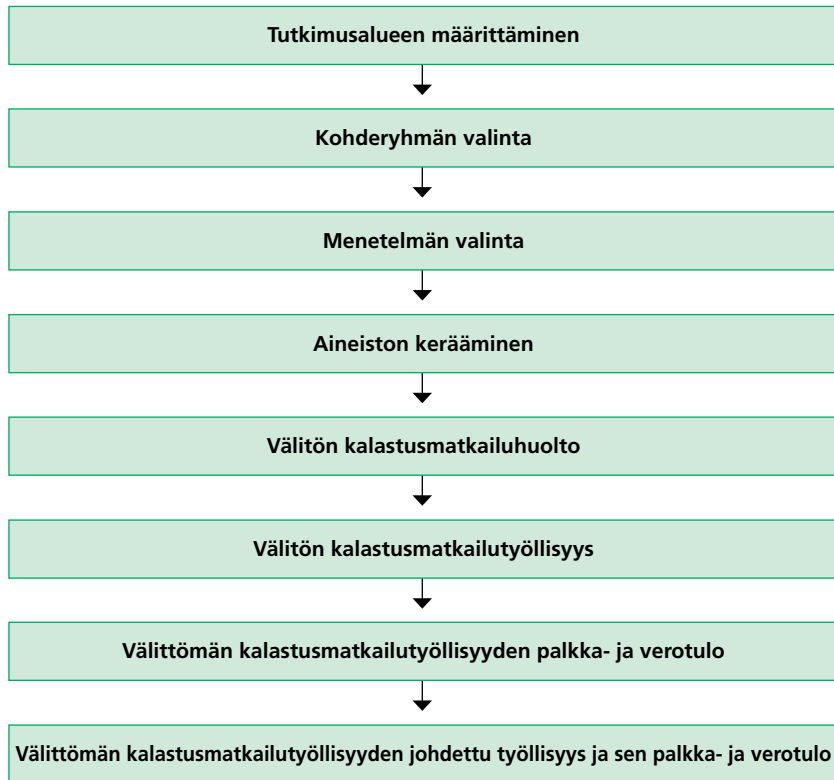 Tutkimusalueen määrittäminen
Kohderyhmän valinta
Menetelmän valinta
Aineiston kerääminen
Välitön kalastusmatkailuhuolto
Välitön kalastusmatkailutyöllisyys
Välittömän kalastusmatkailutyöllisyyden palkka- ja verotulo
Välittömän kalastusmatkailutyöllisyyden johdettu työllisyys ja sen palkka- ja verotulo